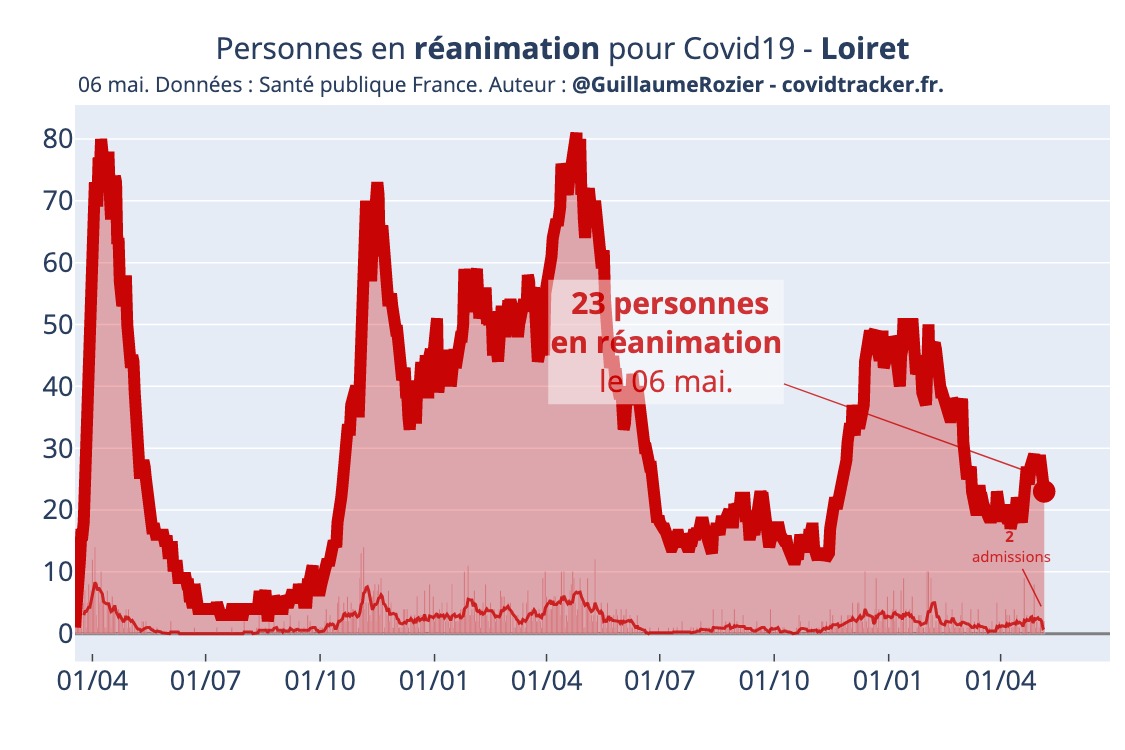 Personnes en réanimation pour Covid19 - Loiret
06 mai. Données : Santé publique France. Auteur : @GuillaumeRozier - covidtracker.fr.
80
70
60
50
40
30
20
10
0
23 personnes
en réanimation
le 06 mai.
2
admissions
01/04 01/07 01/10 01/01 01/04 01/07 01/10 01/01 01/04